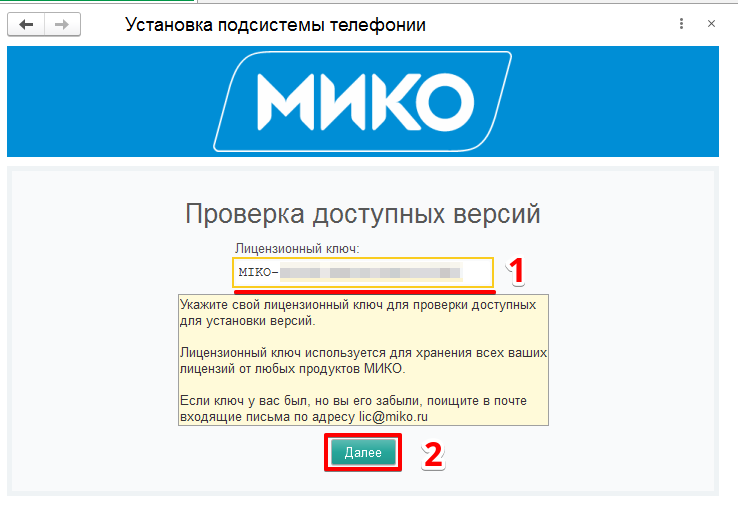 Установка подсистемы телефонии
МИКО
Проверка доступных версий
Лицензионный ключ:
MIKO-
1
Укажите свой лицензионный ключ для проверки доступных
для установки версий.
Лицензионный ключ используется для хранения всех ваших
лицензий от любых продуктов МИКО.
Если ключ у вас был, но вы его забыли, поищите в почте
входящие письма по адресу lic@miko.ru
Далее
2